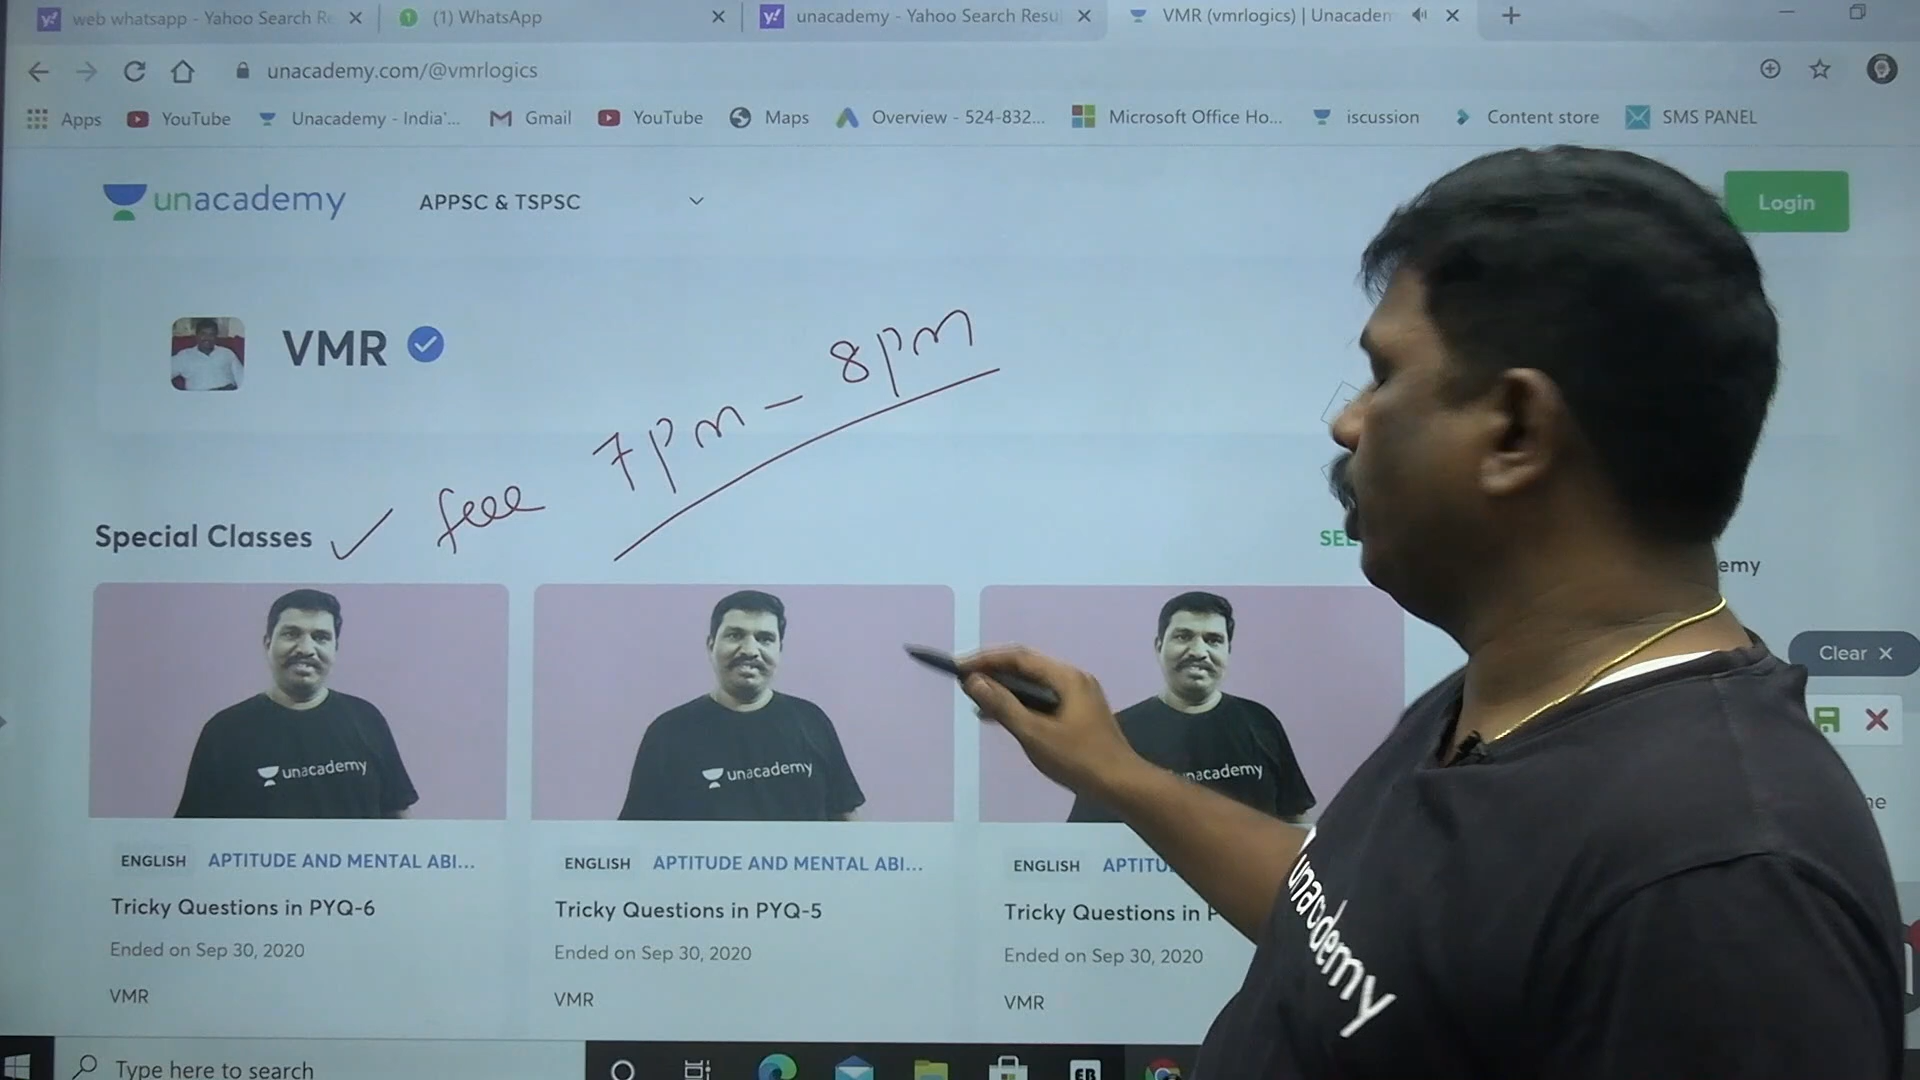 web whatsapp - Yahoo Search Re
(1) WhatsApp
unacademy - Yahoo Search Resu
VMR (vmrlogics) | Unacaden
unacademy.com/@vmrlogics
Apps
YouTube
Unacademy - India'...
Gmail
YouTube
Maps
Overview - 524-832...
Microsoft Office Ho...
iscussion
Content store
SMS PANEL
unacademy
APPSC & TSPSC
Login
VMR
7pm - 8pm
Special Classes
SEE
emy
Clear
unacademy
unacademy
unacademy
unacademy
ENGLISH APTITUDE AND MENTAL ABI...
Tricky Questions in PYQ-6
Ended on Sep 30, 2020
VMR
ENGLISH APTITUDE AND MENTAL ABI...
Tricky Questions in PYQ-5
Ended on Sep 30, 2020
VMR
ENGLISH APTITU
Tricky Questions in P
Ended on Sep 30, 2020
VMR
Type here to search